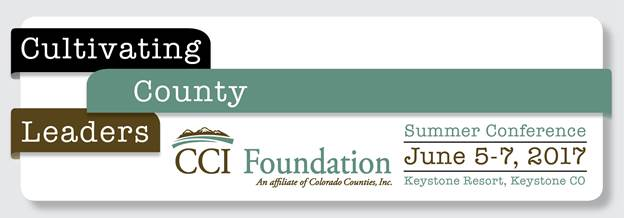 Cultivating
County
Leaders
CCI Foundation
An affiliate of Colorado Counties, Inc.
Summer Conference
June 5-7, 2017
Keystone Resort, Keystone CO